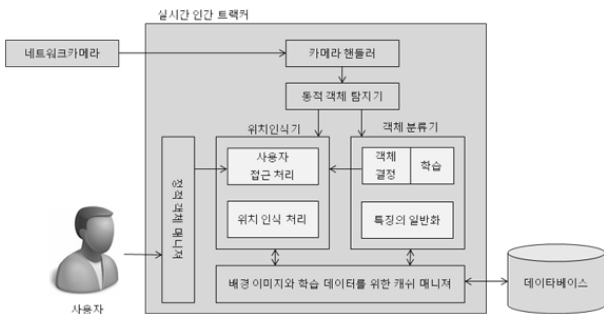 실시간 인간 트랙커
네트워크카메라
카메라 핸들러
동적 객체 탐지기
위치인식기
객체 분류기
사용자
접근 처리
객체
결정
학습
위치 인식 처리
특징의 일반화
정적 객체 매니져
배경 이미지와 학습 데이터를 위한 캐쉬 매니져
데이타베이스
사용자